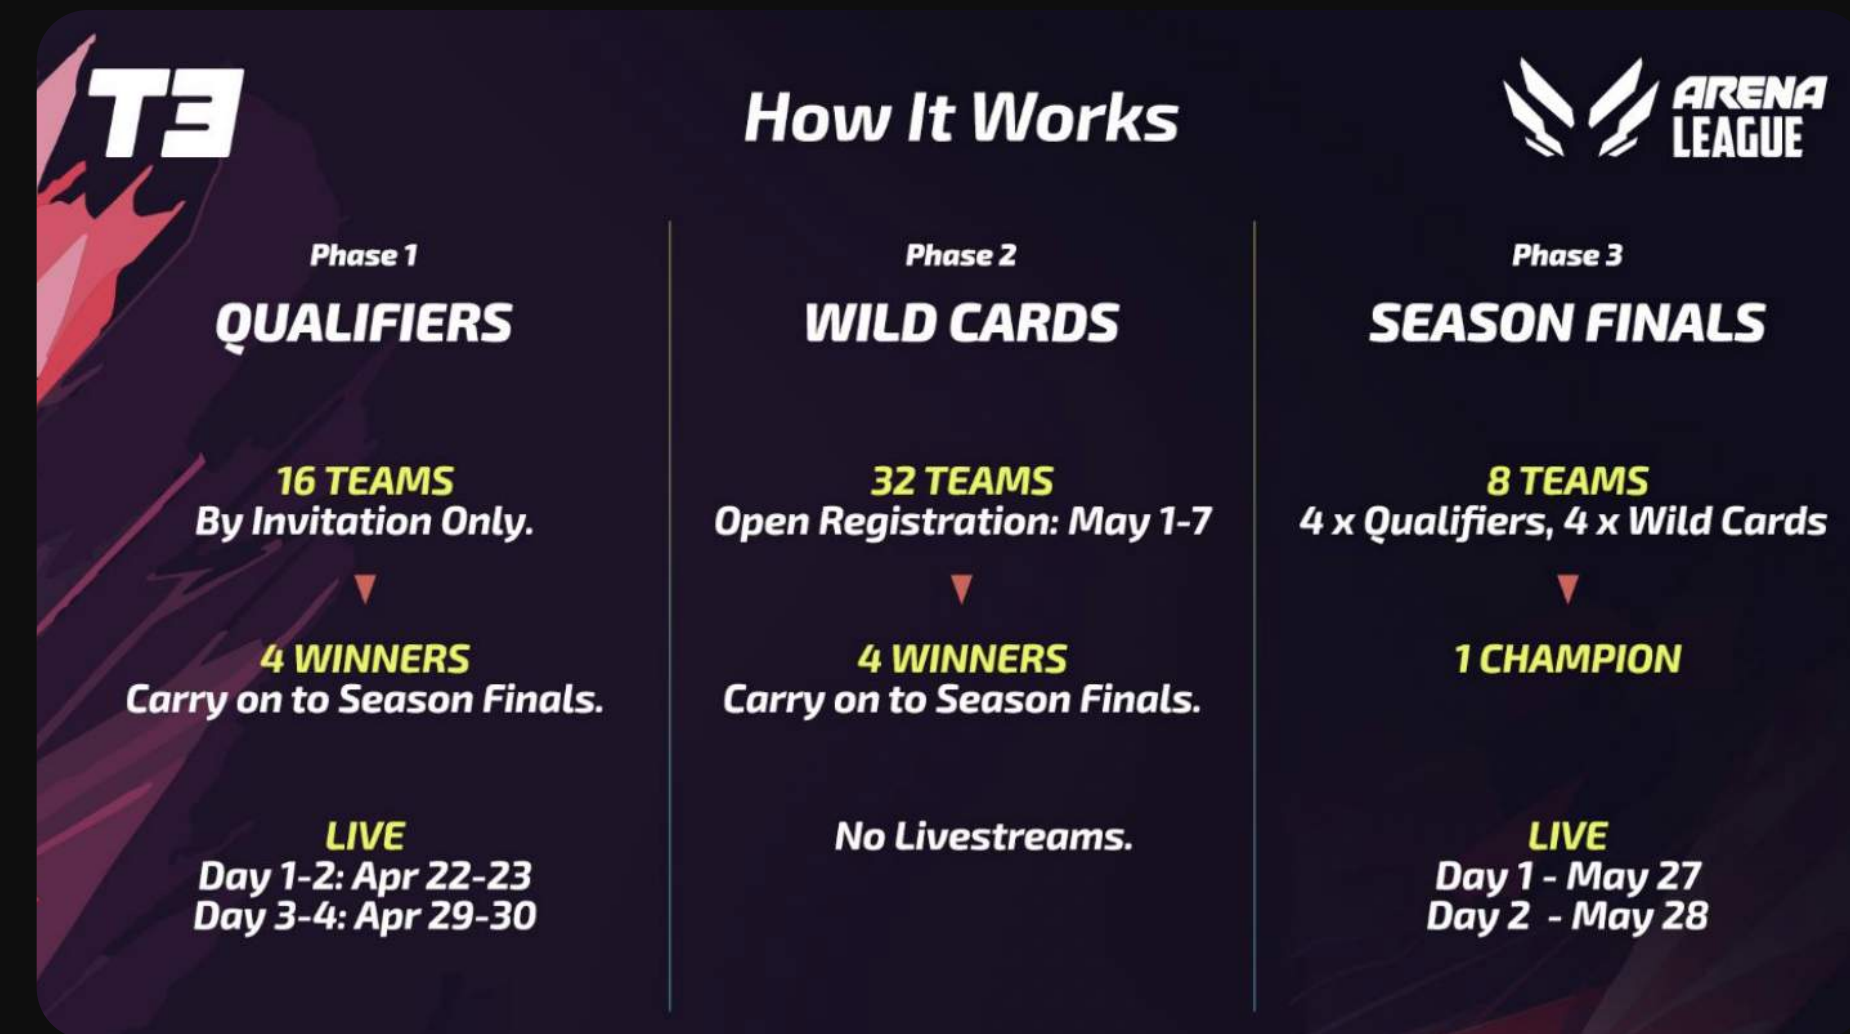 T3
How It Works
ARENA
LEAGUE
Phase 1
QUALIFIERS
16 TEAMS
By Invitation Only.
4 WINNERS
Carry on to Season Finals.
LIVE
Day 1-2: Apr 22-23
Day 3-4: Apr 29-30
Phase 2
WILD CARDS
32 TEAMS
Open Registration: May 1-7
4 WINNERS
Carry on to Season Finals.
No Livestreams.
Phase 3
SEASON FINALS
8 TEAMS
4 x Qualifiers, 4 x Wild Cards
1 CHAMPION
LIVE
Day 1 - May 27
Day 2 - May 28